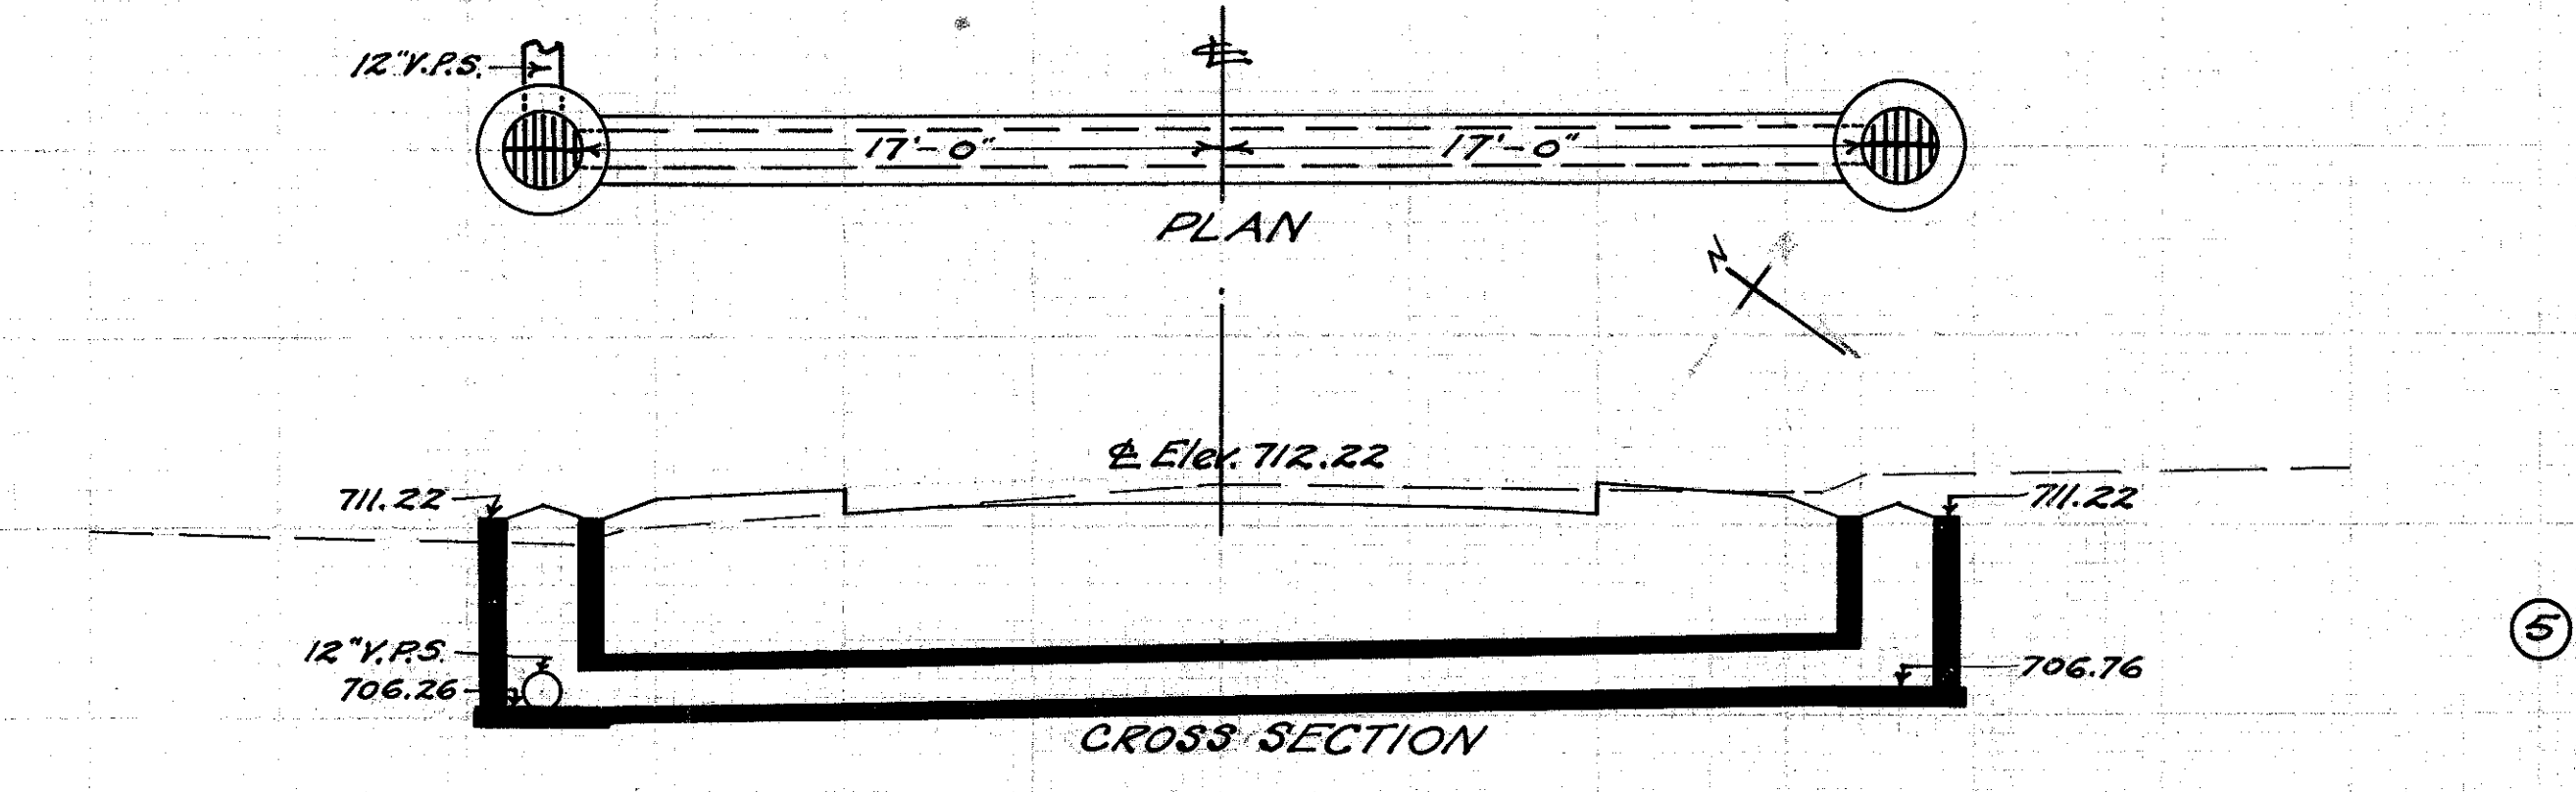 12"V.P.S.
℄
17'-0" 17'-0"
PLAN
N
℄ Elev. 712.22
711.22
711.22
12"V.P.S.
706.26
706.76
5
CROSS SECTION